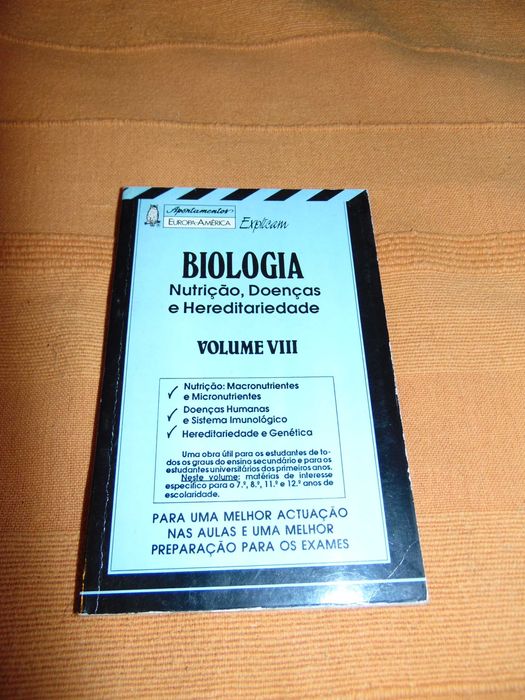 Apontamentos
EUROPA-AMÉRICA
Explicam
BIOLOGIA
Nutrição, Doenças
e Hereditariedade
VOLUME VIII
✓ Nutrição: Macronutrientes
e Micronutrientes
✓ Doenças Humanas
e Sistema Imunológico
✓ Hereditariedade e Genética
Uma obra útil para os estudantes de to-
dos os graus do ensino secundário e para os
estudantes universitários dos primeiros anos.
Neste volume: matérias de interesse
específico para o 7.º, 8.º, 11.º e 12.º anos de
escolaridade.
PARA UMA MELHOR ACTUAÇÃO
NAS AULAS E UMA MELHOR
PREPARAÇÃO PARA OS EXAMES